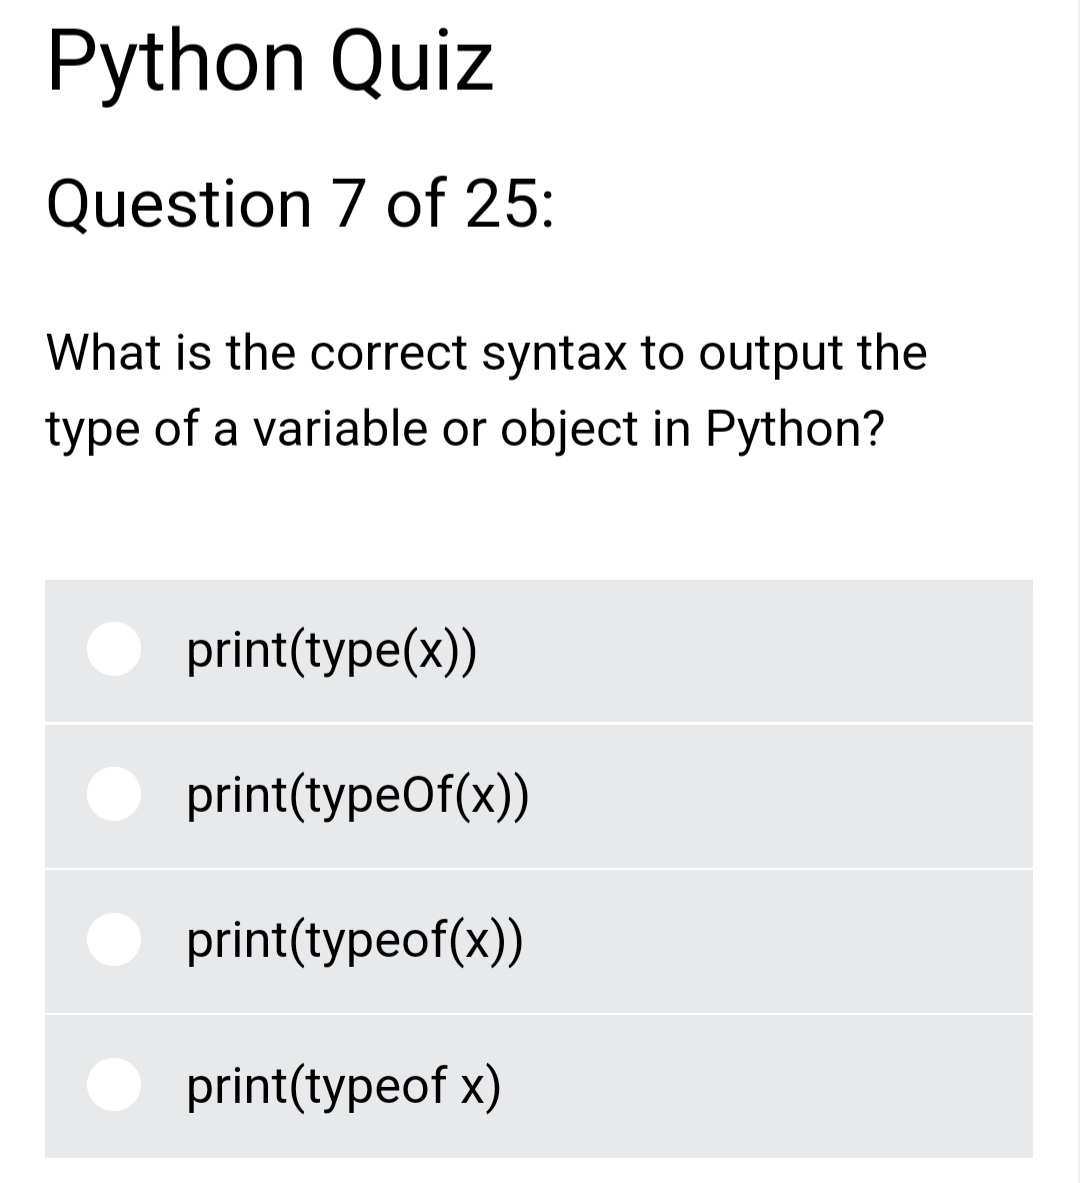 Python Quiz
Question 7 of 25:
What is the correct syntax to output the
type of a variable or object in Python?
print(type(x))
print(typeOf(x))
print(typeof(x))
print(typeof x)